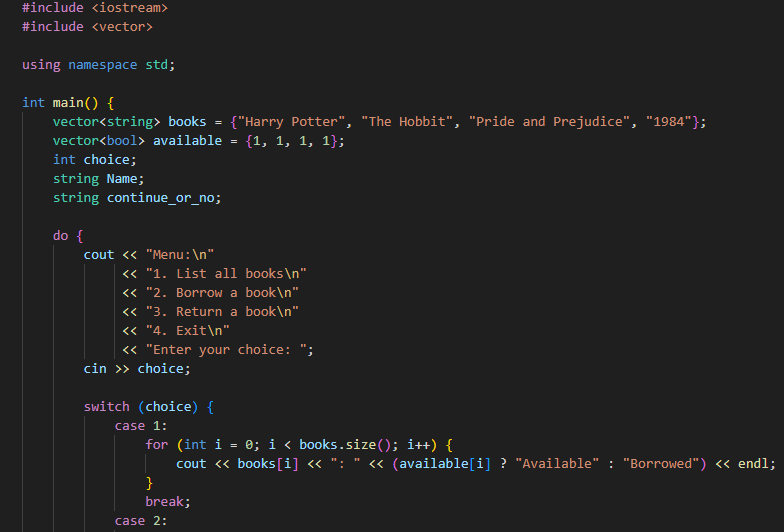 #include <iostream>
#include <vector>

using namespace std;

int main() {
    vector<string> books = {"Harry Potter", "The Hobbit", "Pride and Prejudice", "1984"};
    vector<bool> available = {1, 1, 1, 1};
    int choice;
    string Name;
    string continue_or_no;

    do {
        cout << "Menu:\n"
             << "1. List all books\n"
             << "2. Borrow a book\n"
             << "3. Return a book\n"
             << "4. Exit\n"
             << "Enter your choice: ";
        cin >> choice;

        switch (choice) {
            case 1:
                for (int i = 0; i < books.size(); i++) {
                    cout << books[i] << ": " << (available[i] ? "Available" : "Borrowed") << endl;
                }
                break;
            case 2: